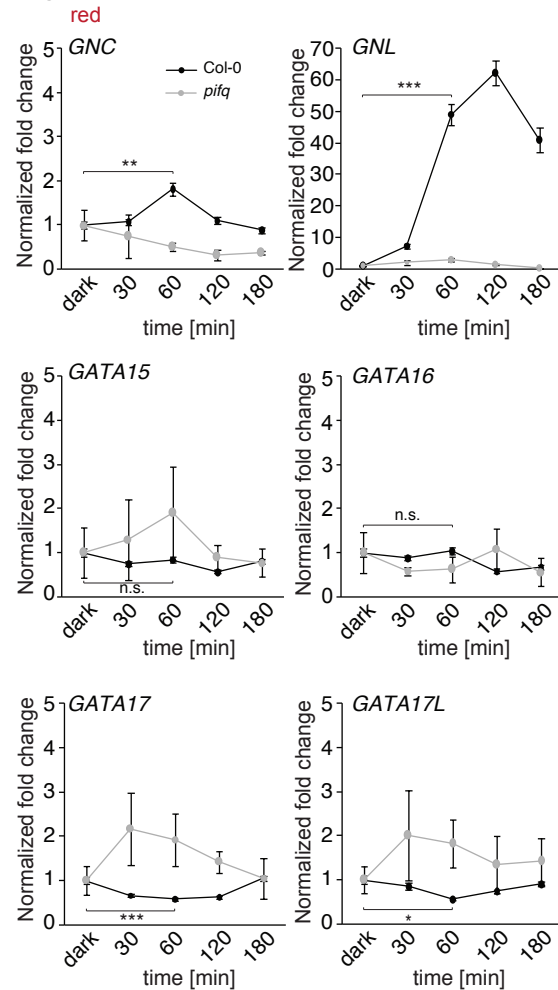 red
GNC
Normalized fold change
5
4
3
2
1
0
Col-0
pifq
**
dark
30
60
120
180
time [min]
GNL
Normalized fold change
70
60
50
40
30
20
10
0
***
dark
30
60
120
180
time [min]
GATA15
Normalized fold change
5
4
3
2
1
0
n.s.
dark
30
60
120
180
time [min]
GATA16
Normalized fold change
5
4
3
2
1
0
n.s.
dark
30
60
120
180
time [min]
GATA17
Normalized fold change
5
4
3
2
1
0
***
dark
30
60
120
180
time [min]
GATA17L
Normalized fold change
5
4
3
2
1
0
*
dark
30
60
120
180
time [min]